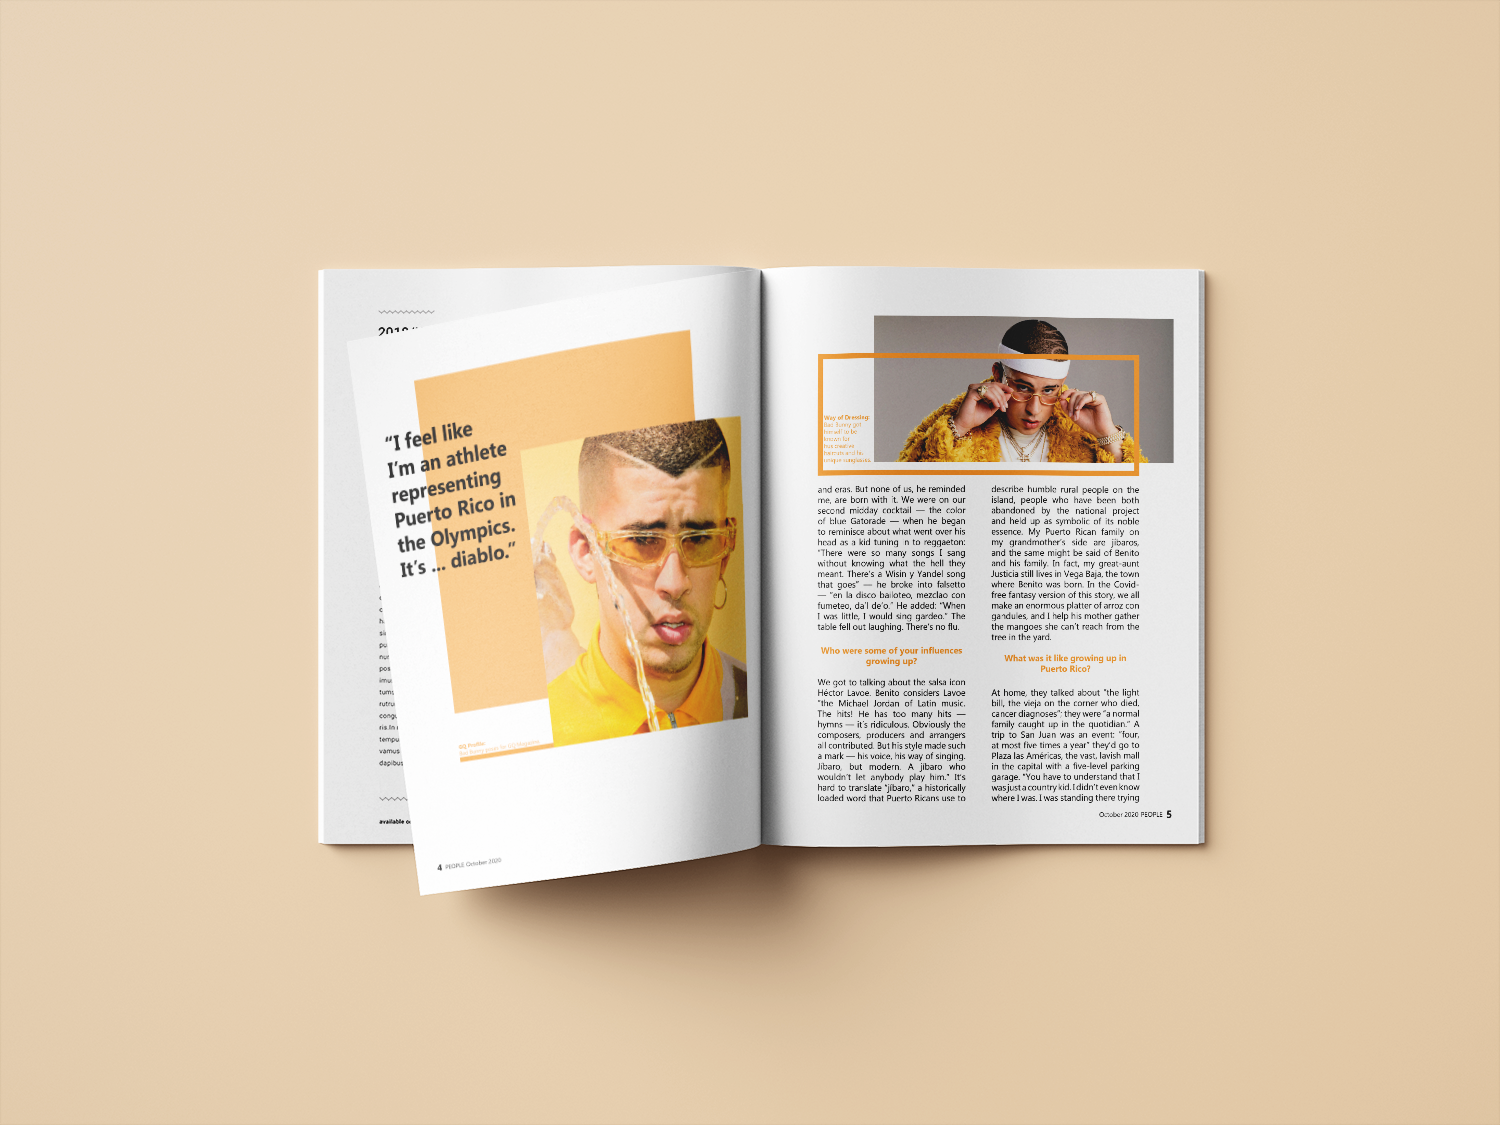 2019
available
"I feel like
I'm an athlete
representing
Puerto Rico in
the Olympics.
It's ... diablo."
GQ Profile:
4 PEOPLE October 2020
Way of Dressing:
Bad Bunny got
himself to be
known for
his creative
haircuts and his
unique sunglasses.
and eras. But none of us, he reminded
me, are born with it. We were on our
second midday cocktail — the color
of blue Gatorade — when he began
to reminisce about what went over his
head as a kid tuning in to reggaeton:
"There were so many songs I sang
without knowing what the hell they
meant. There's a Wisin y Yandel song
that goes" — he broke into falsetto
— "en la disco bailoteo, mezclao con
fumeteo, da'l de'o." He added: "When
I was little, I would sing gardeo." The
table fell out laughing. There's no flu.
Who were some of your influences
growing up?
We got to talking about the salsa icon
Héctor Lavoe. Benito considers Lavoe
"the Michael Jordan of Latin music.
The hits! He has too many hits —
hymns — it's ridiculous. Obviously the
composers, producers and arrangers
all contributed. But his style made such
a mark — his voice, his way of singing.
Jíbaro, but modern. A jíbaro who
wouldn't let anybody play him." It's
hard to translate "jíbaro," a historically
loaded word that Puerto Ricans use to
describe humble rural people on the
island, people who have been both
abandoned by the national project
and held up as symbolic of its noble
essence. My Puerto Rican family on
my grandmother's side are jíbaros,
and the same might be said of Benito
and his family. In fact, my great-aunt
Justicia still lives in Vega Baja, the town
where Benito was born. In the Covid-
free fantasy version of this story, we all
make an enormous platter of arroz con
gandules, and I help his mother gather
the mangoes she can't reach from the
tree in the yard.
What was it like growing up in
Puerto Rico?
At home, they talked about "the light
bill, the vieja on the corner who died,
cancer diagnoses"; they were "a normal
family caught up in the quotidian." A
trip to San Juan was an event: "four,
at most five times a year" they'd go to
Plaza las Américas, the vast, lavish mall
in the capital with a five-level parking
garage. "You have to understand that I
was just a country kid. I didn't even know
where I was. I was standing there trying
October 2020 PEOPLE 5